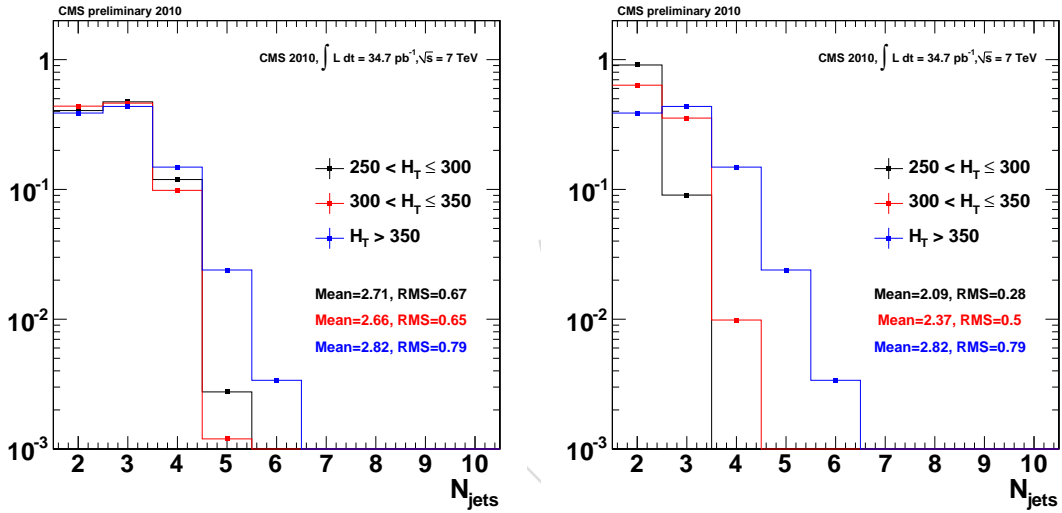 CMS preliminary 2010
CMS 2010, ∫ L dt = 34.7 pb⁻¹,√s = 7 TeV
1
250 < H_T ≤ 300
10⁻¹
300 < H_T ≤ 350
H_T > 350
Mean=2.71, RMS=0.67
10⁻²
Mean=2.66, RMS=0.65
Mean=2.82, RMS=0.79
10⁻³
2 3 4 5 6 7 8 9 10
N_jets
CMS preliminary 2010
CMS 2010, ∫ L dt = 34.7 pb⁻¹,√s = 7 TeV
1
250 < H_T ≤ 300
10⁻¹
300 < H_T ≤ 350
H_T > 350
Mean=2.09, RMS=0.28
10⁻²
Mean=2.37, RMS=0.5
Mean=2.82, RMS=0.79
10⁻³
2 3 4 5 6 7 8 9 10
N_jets